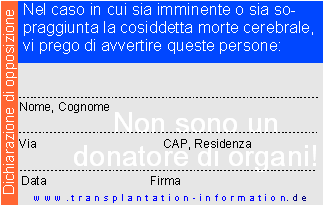 Dichiarazione di opposizione
Nel caso in cui sia imminente o sia so-
praggiunta la cosiddetta morte cerebrale,
vi prego di avvertire queste persone:
Nome, Cognome
Non sono un
Via CAP, Residenza
donatore di organi!
Data Firma
www.transplantation-information.de